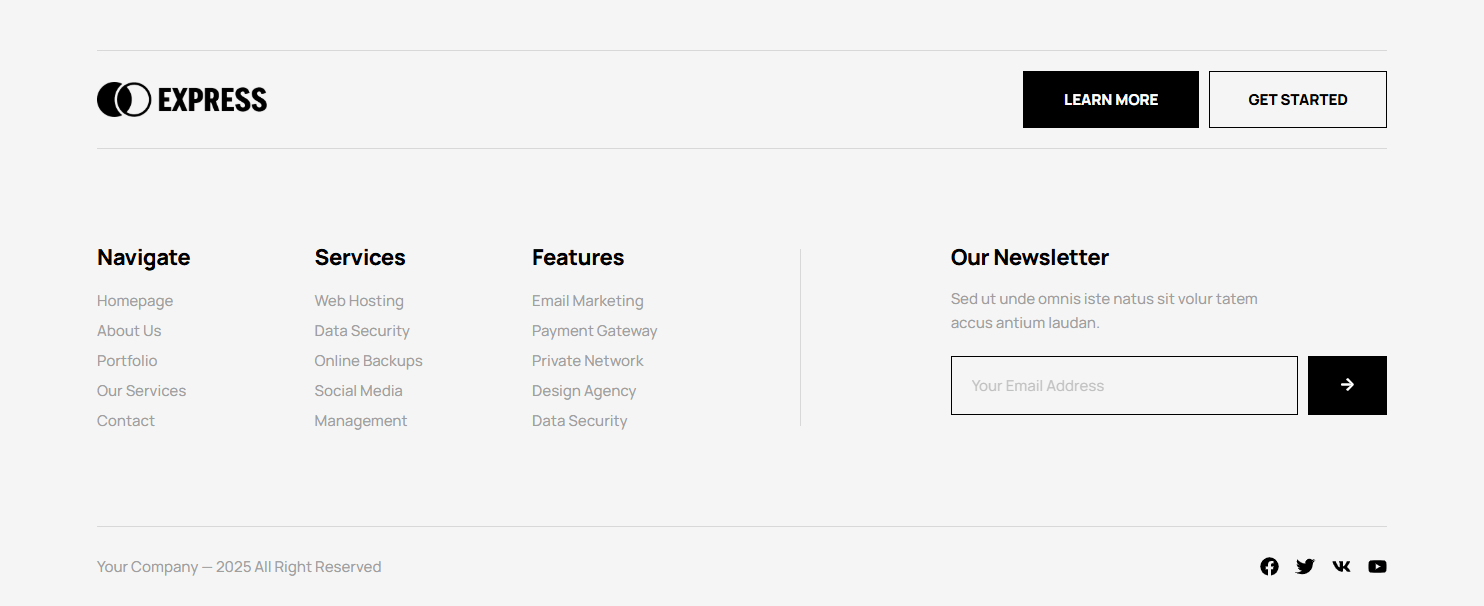 EXPRESS
LEARN MORE
GET STARTED
Navigate
Homepage
About Us
Portfolio
Our Services
Contact
Services
Web Hosting
Data Security
Online Backups
Social Media
Management
Features
Email Marketing
Payment Gateway
Private Network
Design Agency
Data Security
Our Newsletter
Sed ut unde omnis iste natus sit volur tatem
accus antium laudan.
Your Email Address
Your Company — 2025 All Right Reserved